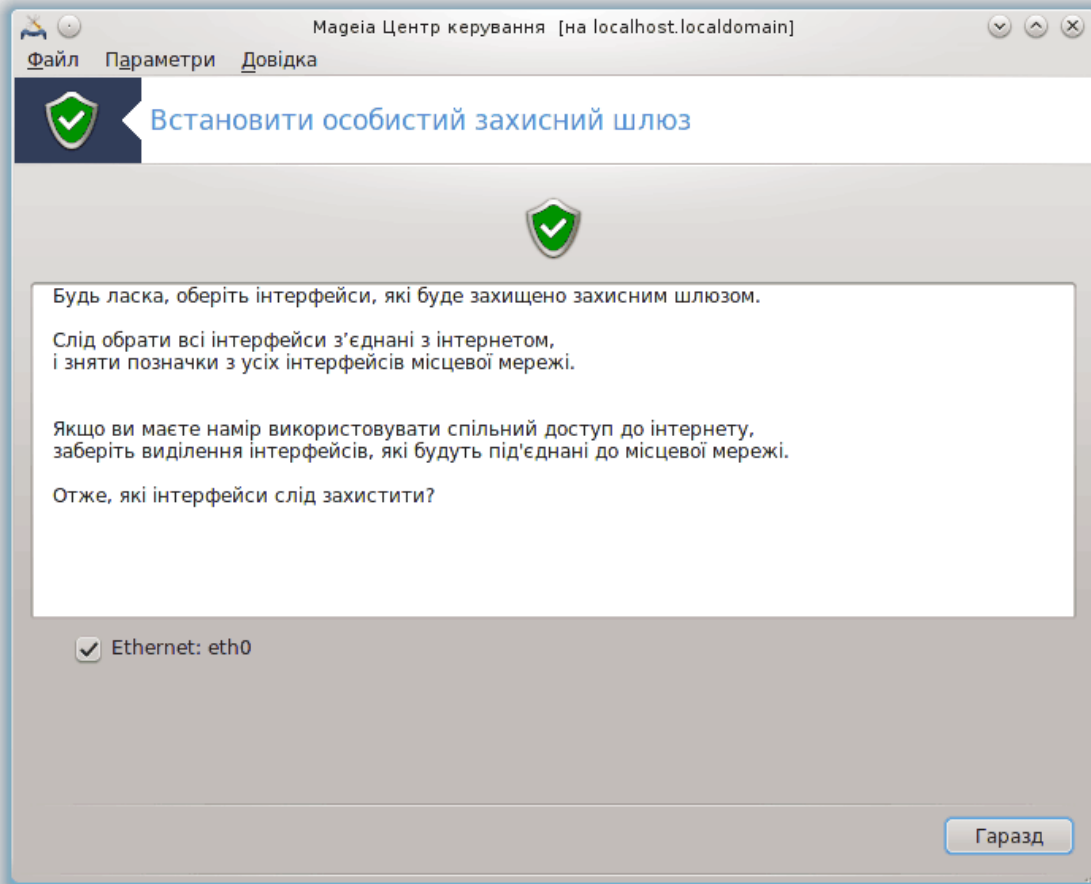 Mageia Центр керування [на localhost.localdomain]
Файл Параметри Довідка
Встановити особистий захисний шлюз
Будь ласка, оберіть інтерфейси, які буде захищено захисним шлюзом.
Слід обрати всі інтерфейси з’єднані з інтернетом,
і зняти позначки з усіх інтерфейсів місцевої мережі.
Якщо ви маєте намір використовувати спільний доступ до інтернету,
заберіть виділення інтерфейсів, які будуть під'єднані до місцевої мережі.
Отже, які інтерфейси слід захистити?
Ethernet: eth0
Гаразд